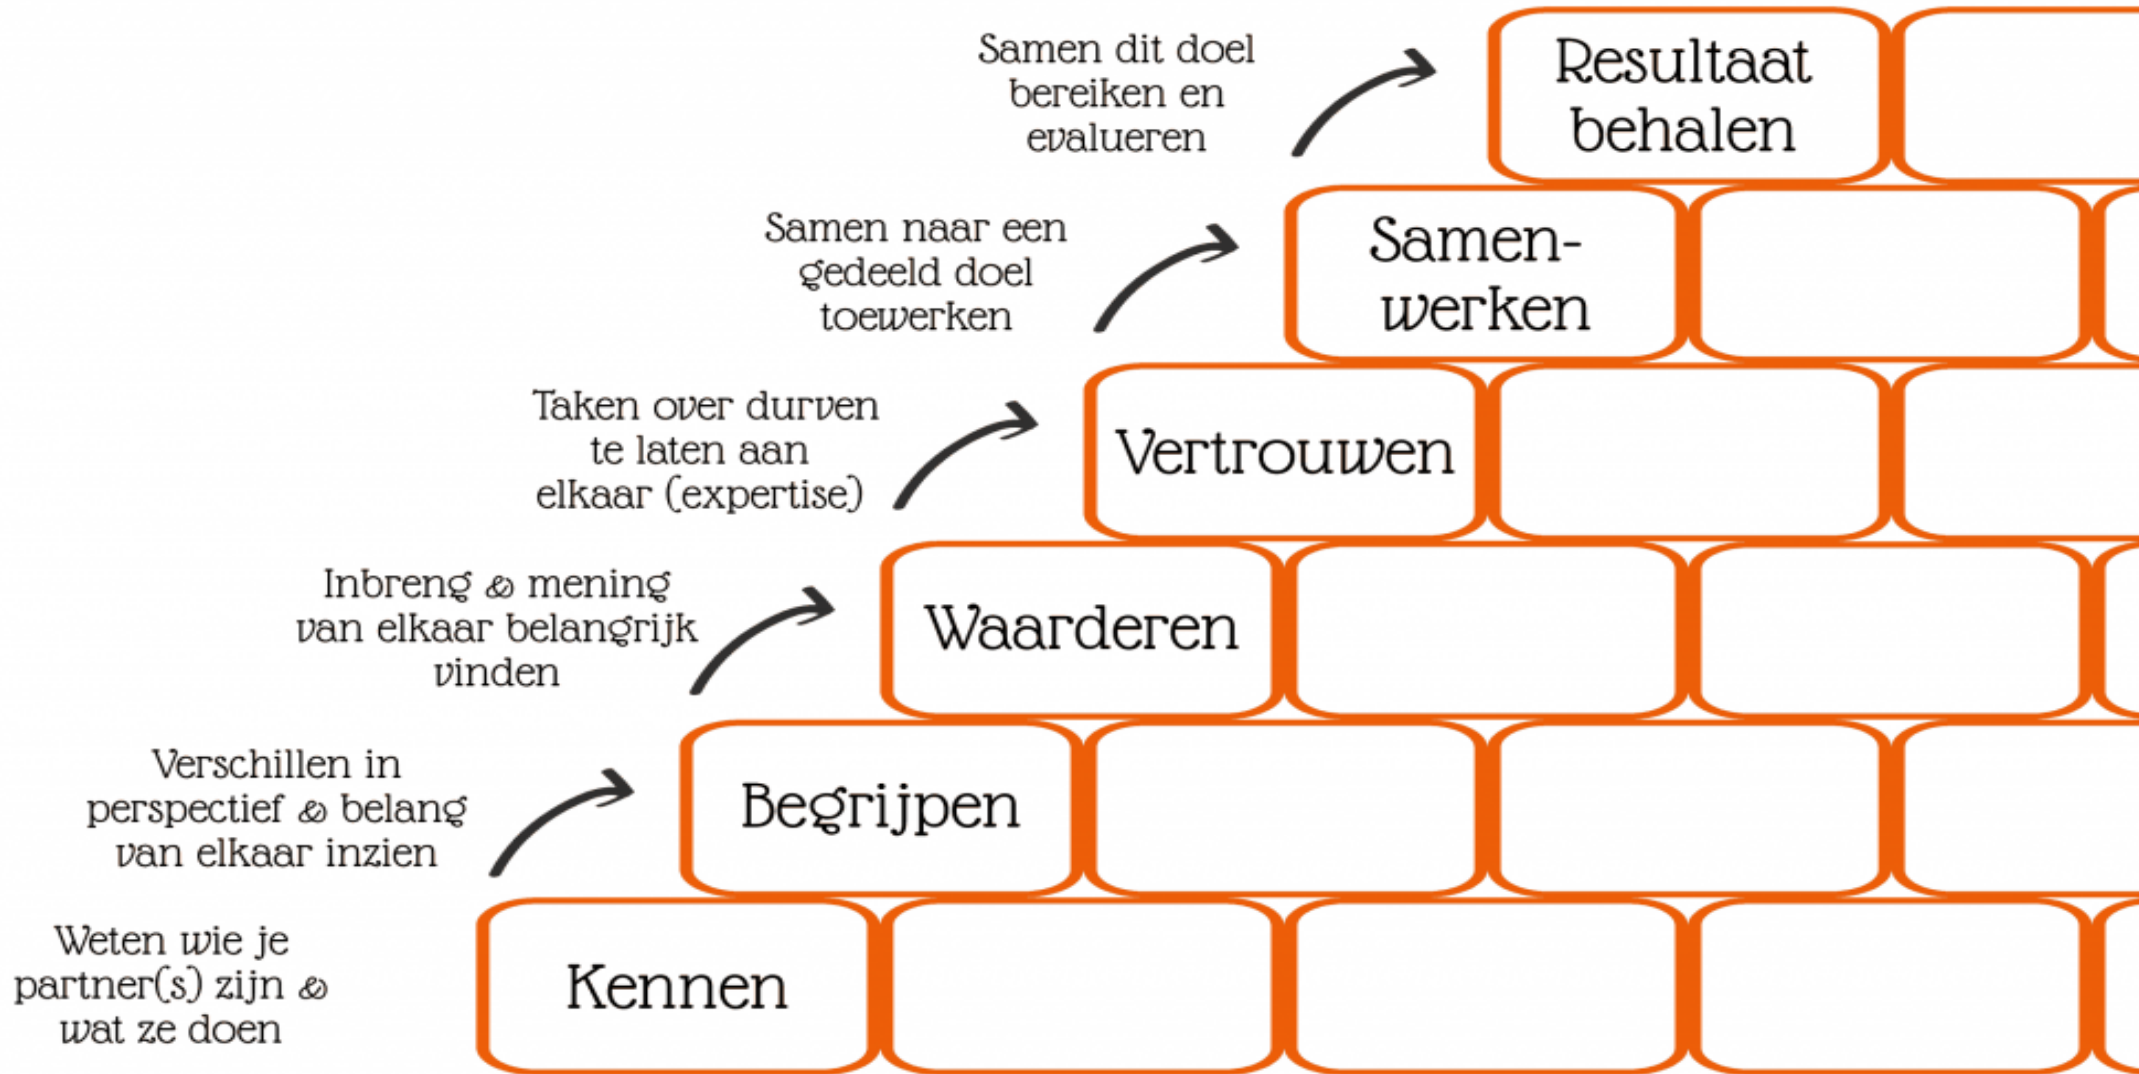 Samen dit doel
bereiken en
evalueren
Resultaat
behalen
Samen naar een
gedeeld doel
toewerken
Samen-
werken
Taken over durven
te laten aan
elkaar (expertise)
Vertrouwen
Inbreng & mening
van elkaar belangrijk
vinden
Waarderen
Verschillen in
perspectief & belang
van elkaar inzien
Begrijpen
Weten wie je
partner(s) zijn &
wat ze doen
Kennen